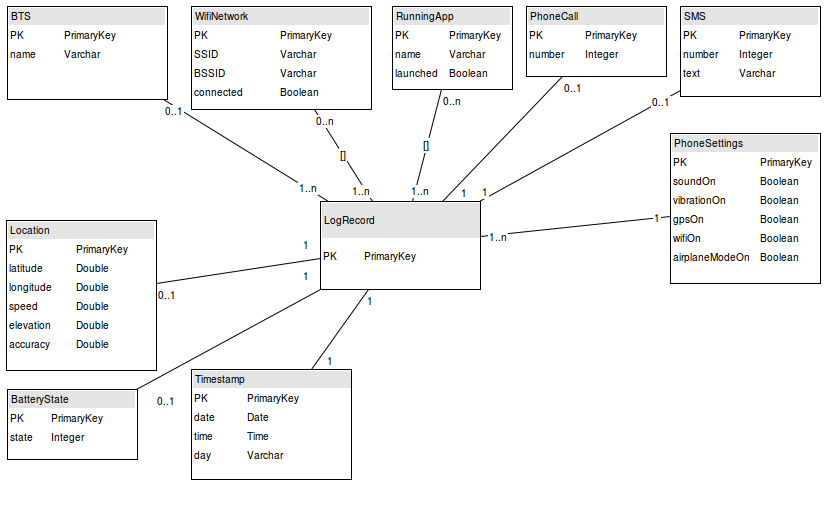 BTS
PK PrimaryKey
name Varchar
WifiNetwork
PK PrimaryKey
SSID Varchar
BSSID Varchar
connected Boolean
RunningApp
PK PrimaryKey
name Varchar
launched Boolean
PhoneCall
PK PrimaryKey
number Integer
SMS
PK PrimaryKey
number Integer
text Varchar
0..1
0..n
0..n
0..1
0..1
[]
[]
PhoneSettings
PK PrimaryKey
soundOn Boolean
vibrationOn Boolean
gpsOn Boolean
wifiOn Boolean
airplaneModeOn Boolean
1..n
1..n
1..n
1
1
LogRecord
PK PrimaryKey
1..n
1
Location
PK PrimaryKey
latitude Double
longitude Double
speed Double
elevation Double
accuracy Double
1
0..1
1
1
BatteryState
PK PrimaryKey
state Integer
0..1
1
Timestamp
PK PrimaryKey
date Date
time Time
day Varchar